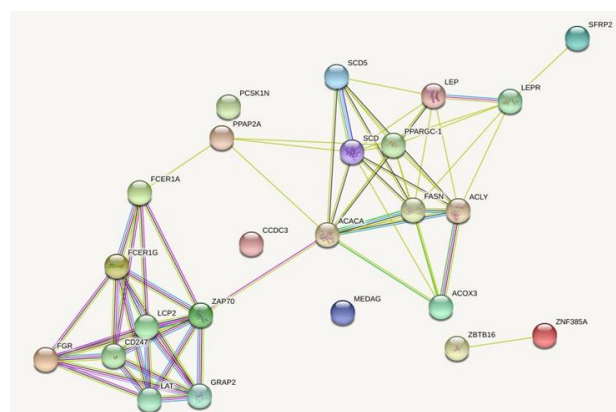 SFRP2
SCD5
LEP
LEPR
PCSK1N
PPAP2A
SCD
PPARGC-1
FCER1A
FASN
ACLY
ACACA
CCDC3
FCER1G
ACOX3
LCP2
ZAP70
MEDAG
ZNF385A
ZBTB16
CD247
FGR
LAT
GRAP2